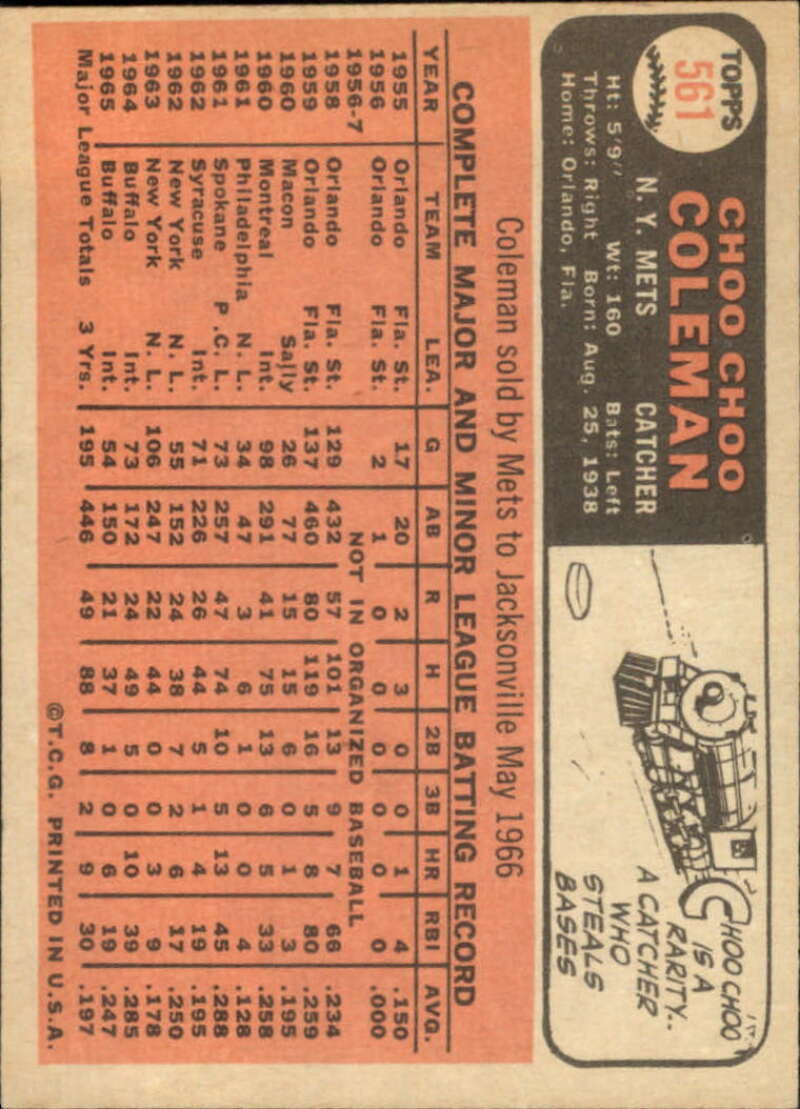 TOPPS
561
CHOO CHOO
COLEMAN
N. Y. METS CATCHER
Ht: 5'9" Wt: 160 Bats: Left
Throws: Right Born: Aug. 25, 1938
Home: Orlando, Fla.
CHOO CHOO
IS A
RARITY..
A CATCHER
WHO
STEALS
BASES
Coleman sold by Mets to Jacksonville May 1966
COMPLETE MAJOR AND MINOR LEAGUE BATTING RECORD
YEAR TEAM LEA. G AB R H 2B 3B HR RBI AVG.
1955 Orlando Fla. St. 17 20 2 3 0 0 1 4 .150
1956 Orlando Fla. St. 2 1 0 0 0 0 0 0 .000
1956-7 NOT IN ORGANIZED BASEBALL
1958 Orlando Fla. St. 129 432 57 101 13 9 7 66 .234
1959 Orlando Fla. St. 137 460 80 119 16 5 8 80 .259
1960 Macon Sally 26 77 15 15 6 0 1 3 .195
1960 Montreal Int. 98 291 41 75 13 6 5 33 .258
1961 Philadelphia N. L. 34 47 3 6 1 0 0 4 .128
1961 Spokane P.C. L. 73 257 47 74 10 5 13 45 .288
1962 Syracuse Int. 71 226 26 44 5 1 4 19 .195
1962 New York N. L. 55 152 24 38 7 2 6 17 .250
1963 New York N. L. 106 247 22 44 0 0 3 9 .178
1964 Buffalo Int. 73 172 24 49 5 0 10 39 .285
1965 Buffalo Int. 54 150 21 37 1 0 6 19 .247
Major League Totals 3 Yrs. 195 446 49 88 8 2 9 30 .197
©T.C.G. PRINTED IN U.S.A.